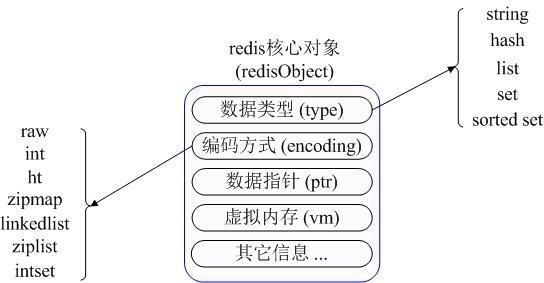 redis核心对象
(redisObject)
数据类型 (type)
编码方式 (encoding)
数据指针 (ptr)
虚拟内存 (vm)
其它信息 ...
string
hash
list
set
sorted set
raw
int
ht
zipmap
linkedlist
ziplist
intset